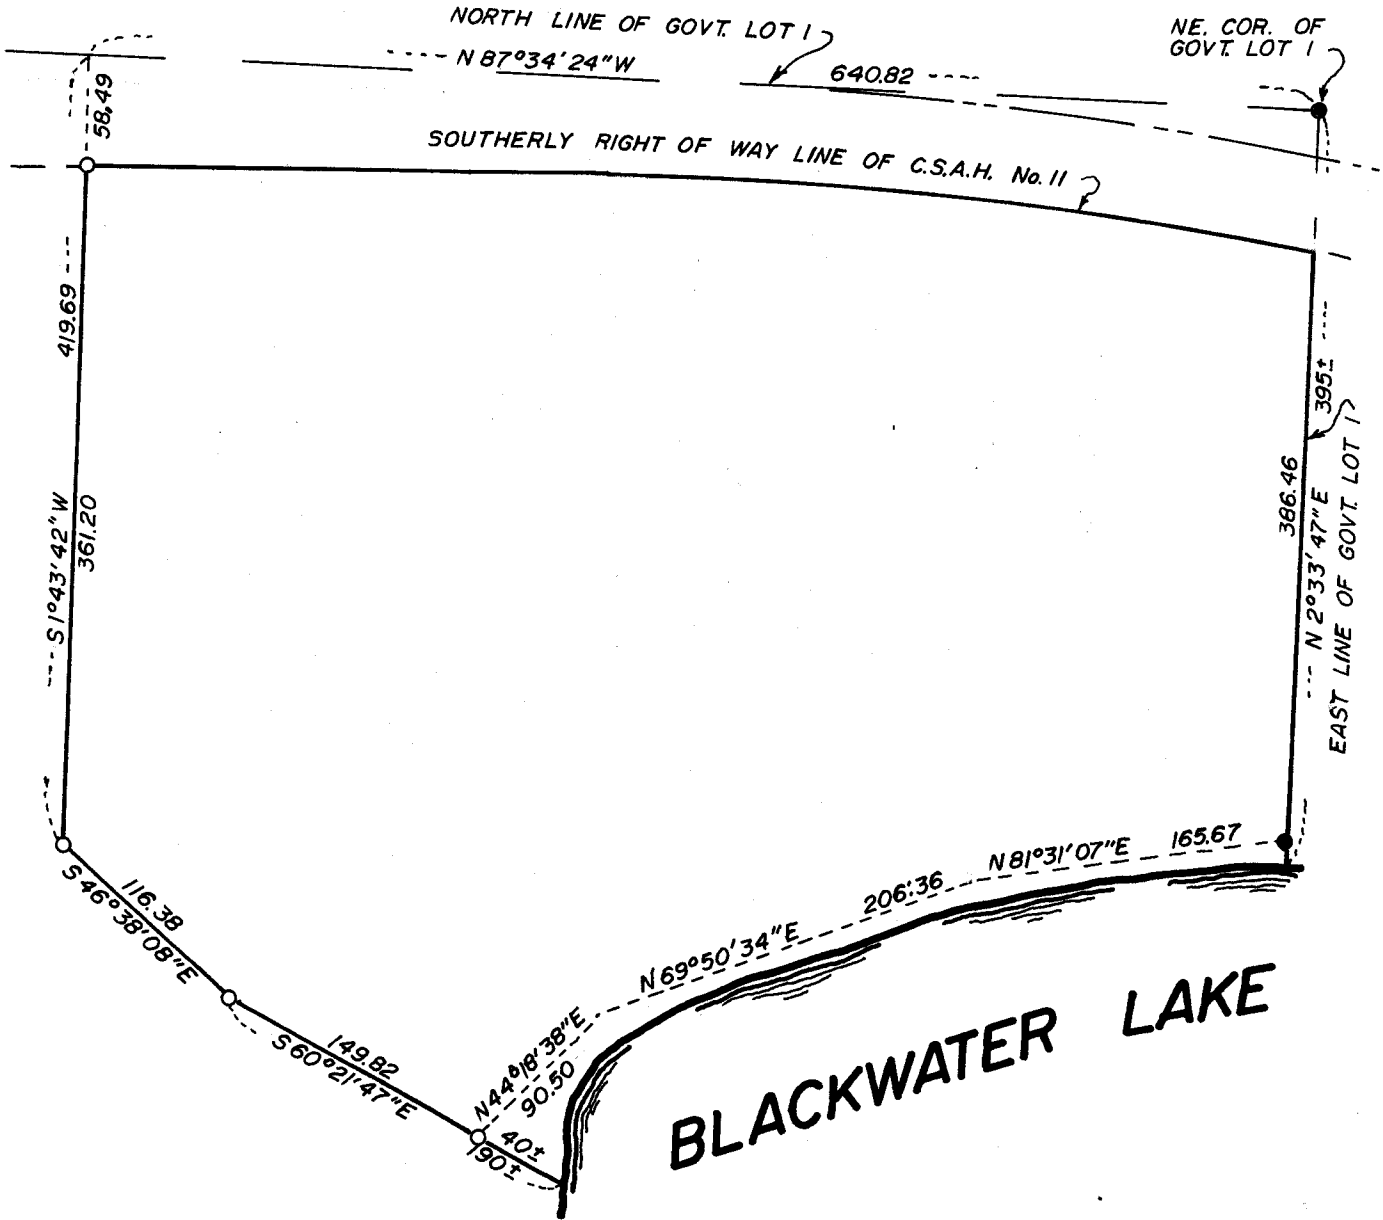 NORTH LINE OF GOVT. LOT 1
NE. COR. OF
GOVT. LOT 1
N 87°34'24"W
640.82
58.49
SOUTHERLY RIGHT OF WAY LINE OF C.S.A.H. No. 11
419.69
S 1°43'42"W
361.20
395±
386.46
N 2°33'47"E
EAST LINE OF GOVT. LOT 1
116.38
S 46°38'08"E
149.82
S 60°21'47"E
40±
190±
N 44°18'38"E
90.50
N 69°50'34"E
206.36
N 81°31'07"E
165.67
BLACKWATER LAKE